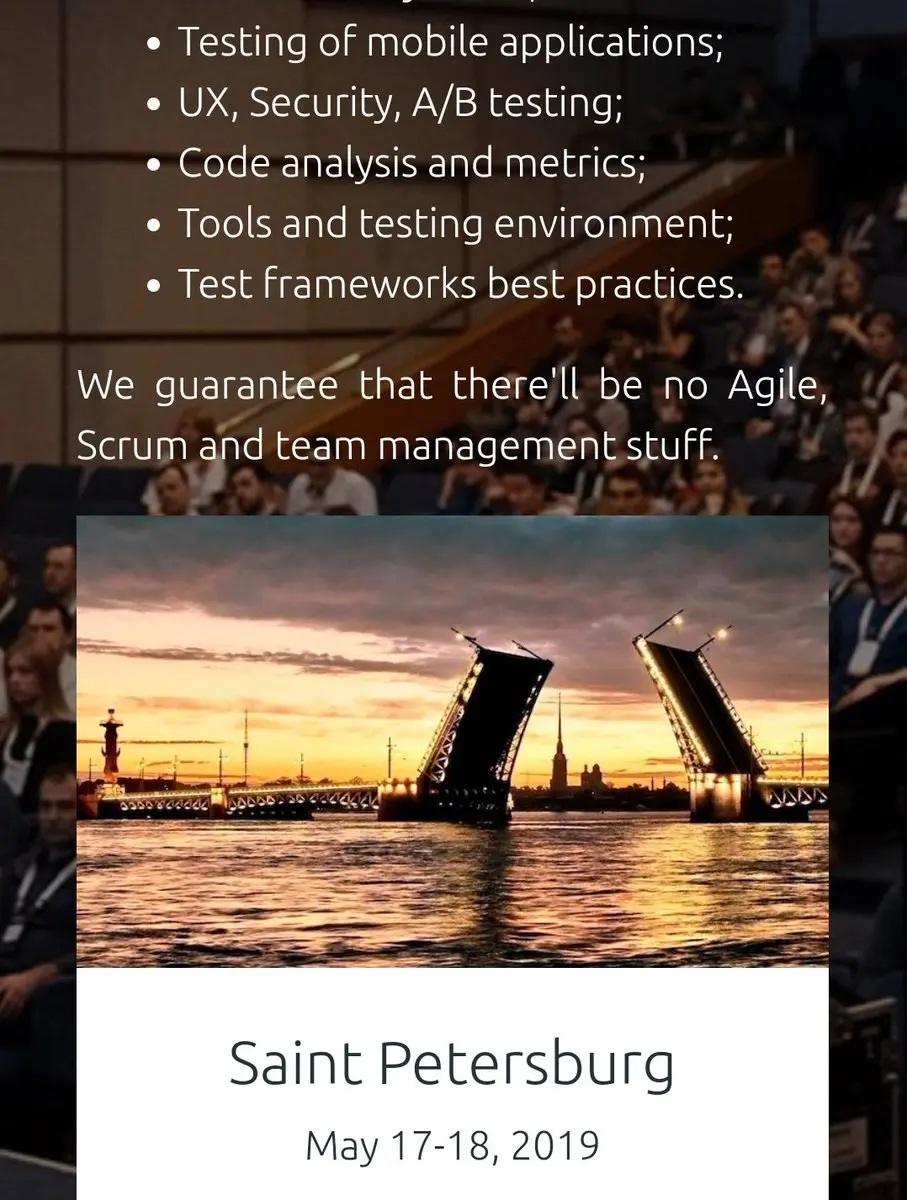 • Testing of mobile applications;
• UX, Security, A/B testing;
• Code analysis and metrics;
• Tools and testing environment;
• Test frameworks best practices.
We guarantee that there'll be no Agile,
Scrum and team management stuff.
Saint Petersburg
May 17-18, 2019